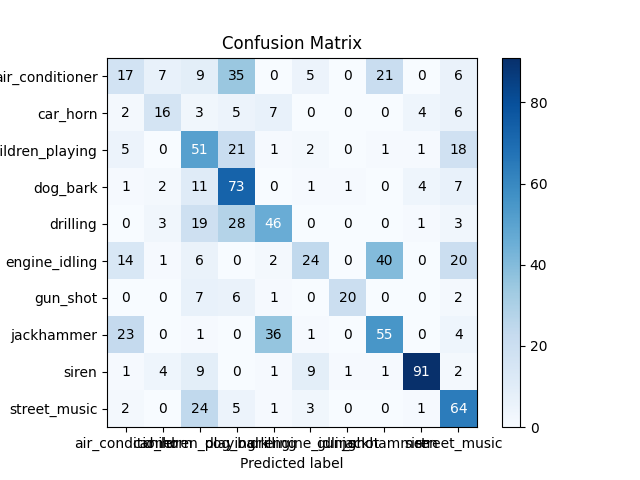 Confusion Matrix
air_conditioner 17 7 9 35 0 5 0 21 0 6
car_horn 2 16 3 5 7 0 0 0 4 6
ildren_playing 5 0 51 21 1 2 0 1 1 18
dog_bark 1 2 11 73 0 1 1 0 4 7
drilling 0 3 19 28 46 0 0 0 1 3
engine_idling 14 1 6 0 2 24 0 40 0 20
gun_shot 0 0 7 6 1 0 20 0 0 2
jackhammer 23 0 1 0 36 1 0 55 0 4
siren 1 4 9 0 1 9 1 1 91 2
street_music 2 0 24 5 1 3 0 0 1 64
80
60
40
20
0
street_music
Predicted label